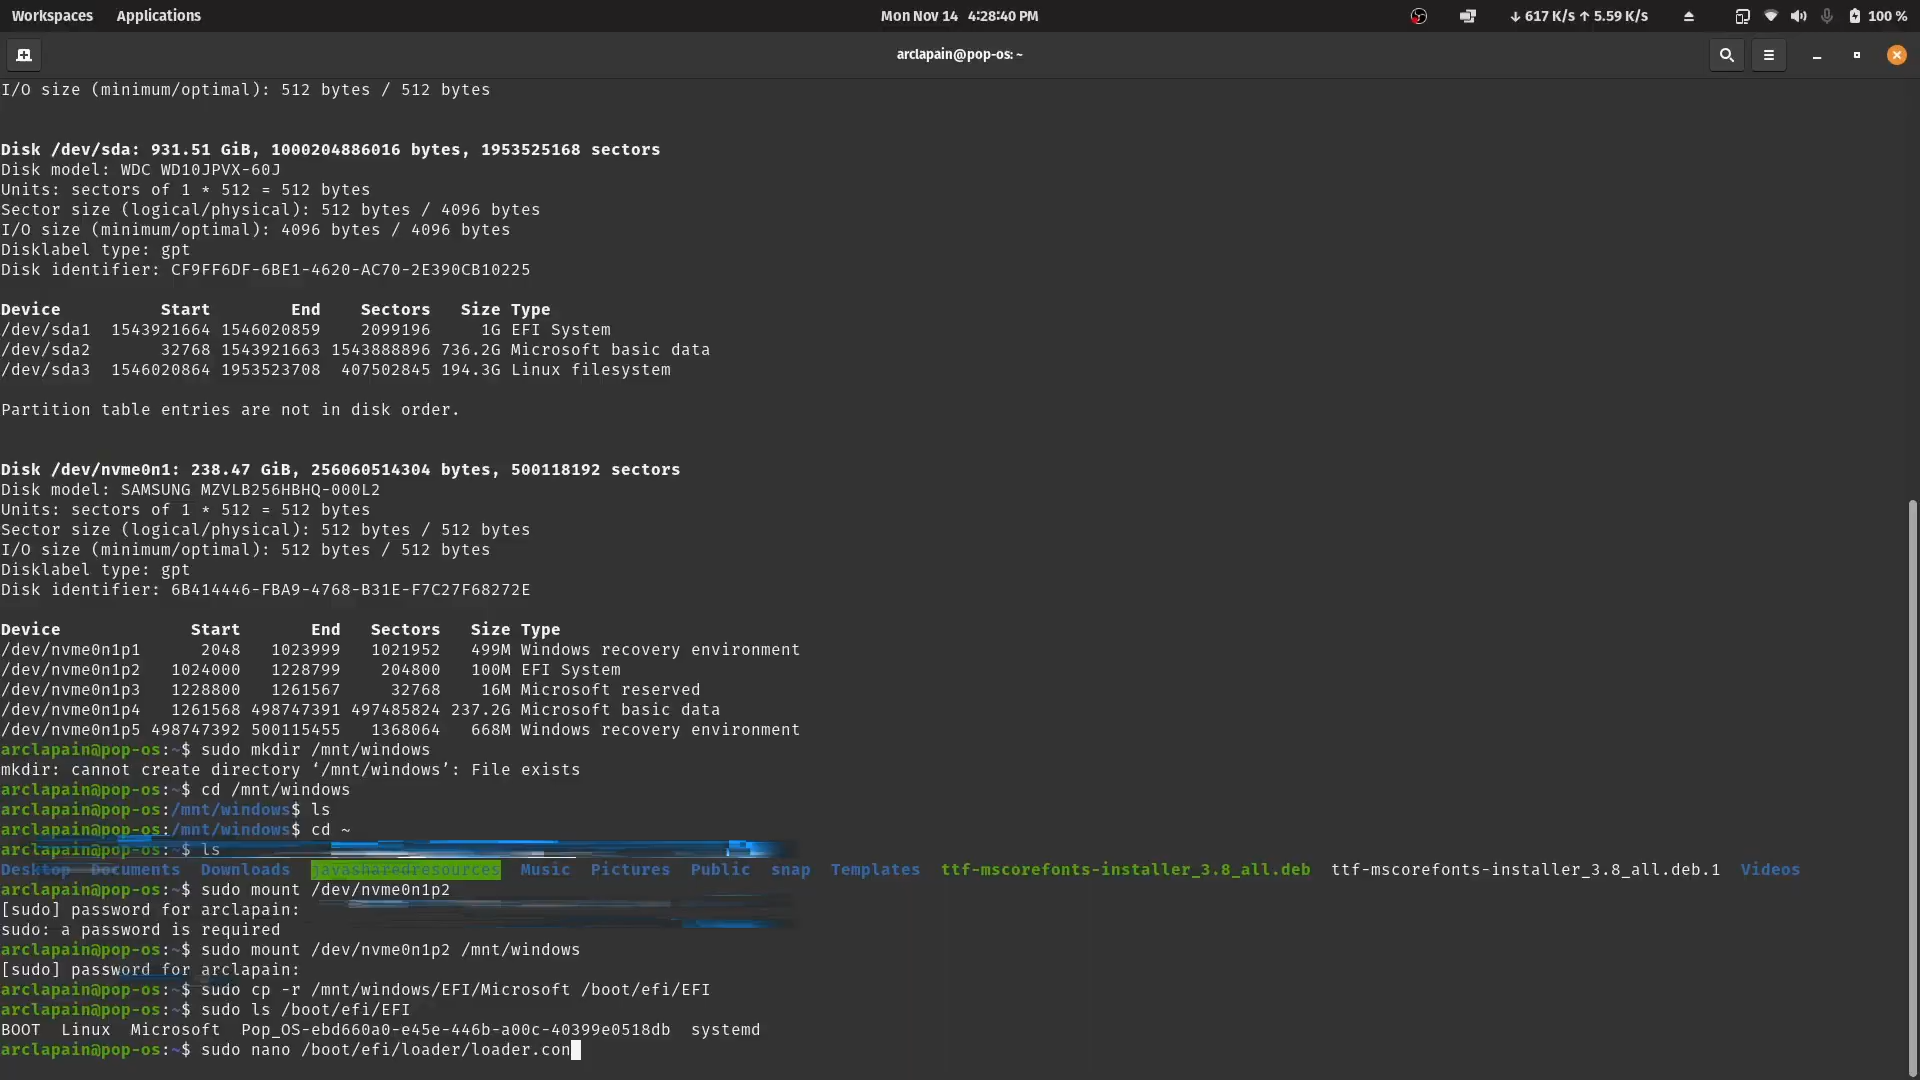 Workspaces Applications Mon Nov 14 4:28:40 PM ↓ 617 K/s ↑ 5.59 K/s 100 %
arclapain@pop-os: ~
I/O size (minimum/optimal): 512 bytes / 512 bytes
Disk /dev/sda: 931.51 GiB, 1000204886016 bytes, 1953525168 sectors
Disk model: WDC WD10JPVX-60J
Units: sectors of 1 * 512 = 512 bytes
Sector size (logical/physical): 512 bytes / 4096 bytes
I/O size (minimum/optimal): 4096 bytes / 4096 bytes
Disklabel type: gpt
Disk identifier: CF9FF6DF-6BE1-4620-AC70-2E390CB10225
Device Start End Sectors Size Type
/dev/sda1 1543921664 1546020859 2099196 1G EFI System
/dev/sda2 32768 1543921663 1543888896 736.2G Microsoft basic data
/dev/sda3 1546020864 1953523708 407502845 194.3G Linux filesystem
Partition table entries are not in disk order.
Disk /dev/nvme0n1: 238.47 GiB, 256060514304 bytes, 500118192 sectors
Disk model: SAMSUNG MZVLB256HBHQ-000L2
Units: sectors of 1 * 512 = 512 bytes
Sector size (logical/physical): 512 bytes / 512 bytes
I/O size (minimum/optimal): 512 bytes / 512 bytes
Disklabel type: gpt
Disk identifier: 6B414446-FBA9-4768-B31E-F7C27F68272E
Device Start End Sectors Size Type
/dev/nvme0n1p1 2048 1023999 1021952 499M Windows recovery environment
/dev/nvme0n1p2 1024000 1228799 204800 100M EFI System
/dev/nvme0n1p3 1228800 1261567 32768 16M Microsoft reserved
/dev/nvme0n1p4 1261568 498747391 497485824 237.2G Microsoft basic data
/dev/nvme0n1p5 498747392 500115455 1368064 668M Windows recovery environment
arclapain@pop-os:~$ sudo mkdir /mnt/windows
mkdir: cannot create directory ‘/mnt/windows’: File exists
arclapain@pop-os:~$ cd /mnt/windows
arclapain@pop-os:/mnt/windows$ ls
arclapain@pop-os:/mnt/windows$ cd ~
arclapain@pop-os:~$ ls
Desktop Documents Downloads javasharedresources Music Pictures Public snap Templates ttf-mscorefonts-installer_3.8_all.deb ttf-mscorefonts-installer_3.8_all.deb.1 Videos
arclapain@pop-os:~$ sudo mount /dev/nvme0n1p2
[sudo] password for arclapain:
sudo: a password is required
arclapain@pop-os:~$ sudo mount /dev/nvme0n1p2 /mnt/windows
[sudo] password for arclapain:
arclapain@pop-os:~$ sudo cp -r /mnt/windows/EFI/Microsoft /boot/efi/EFI
arclapain@pop-os:~$ sudo ls /boot/efi/EFI
BOOT Linux Microsoft Pop_OS-ebd660a0-e45e-446b-a00c-40399e0518db systemd
arclapain@pop-os:~$ sudo nano /boot/efi/loader/loader.con